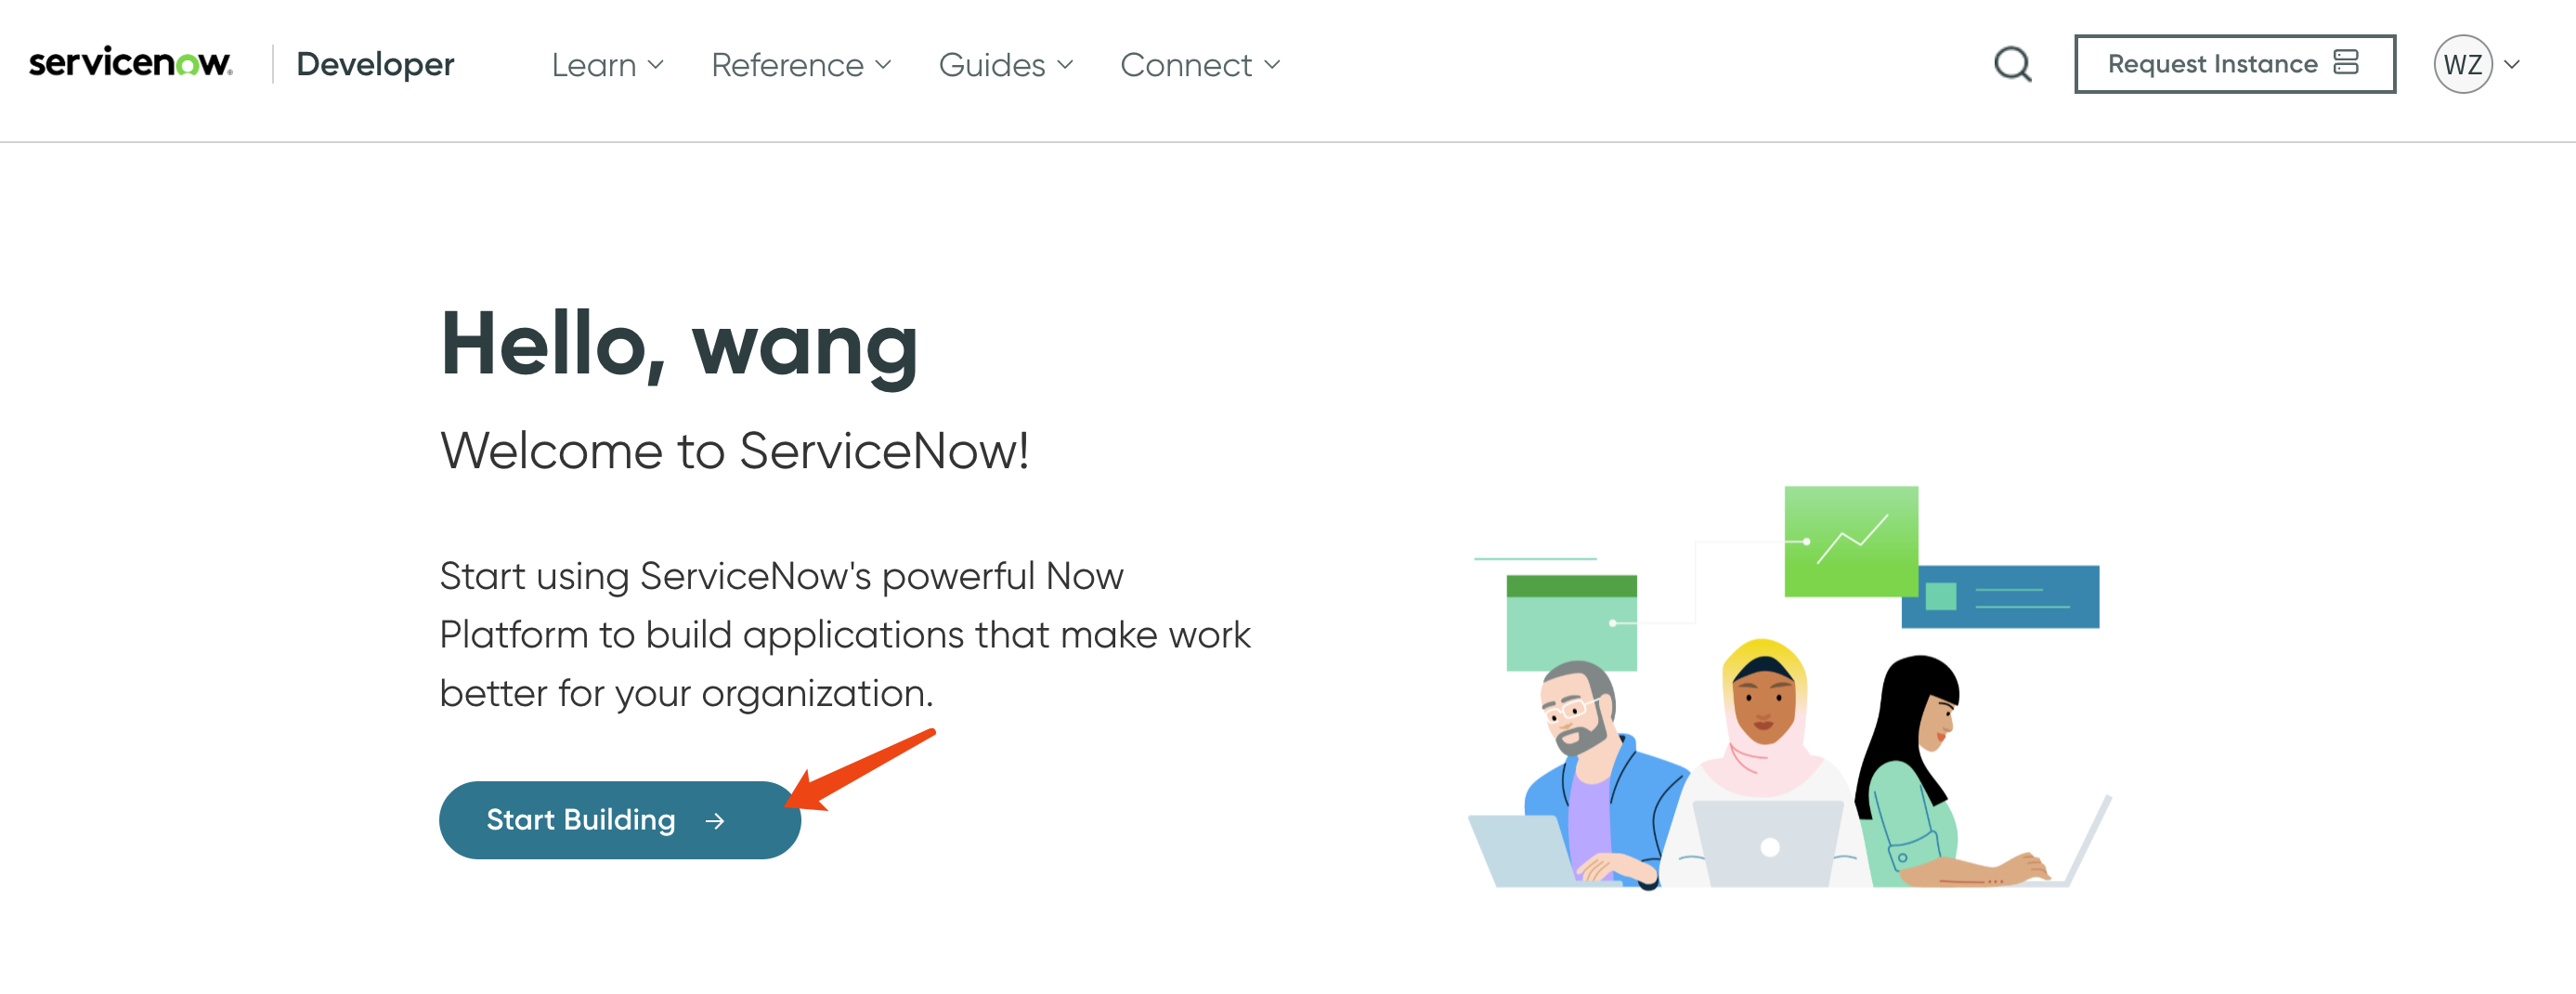 servicenow. Developer Learn Reference Guides Connect Request Instance WZ
Hello, wang
Welcome to ServiceNow!
Start using ServiceNow's powerful Now
Platform to build applications that make work
better for your organization.
Start Building →